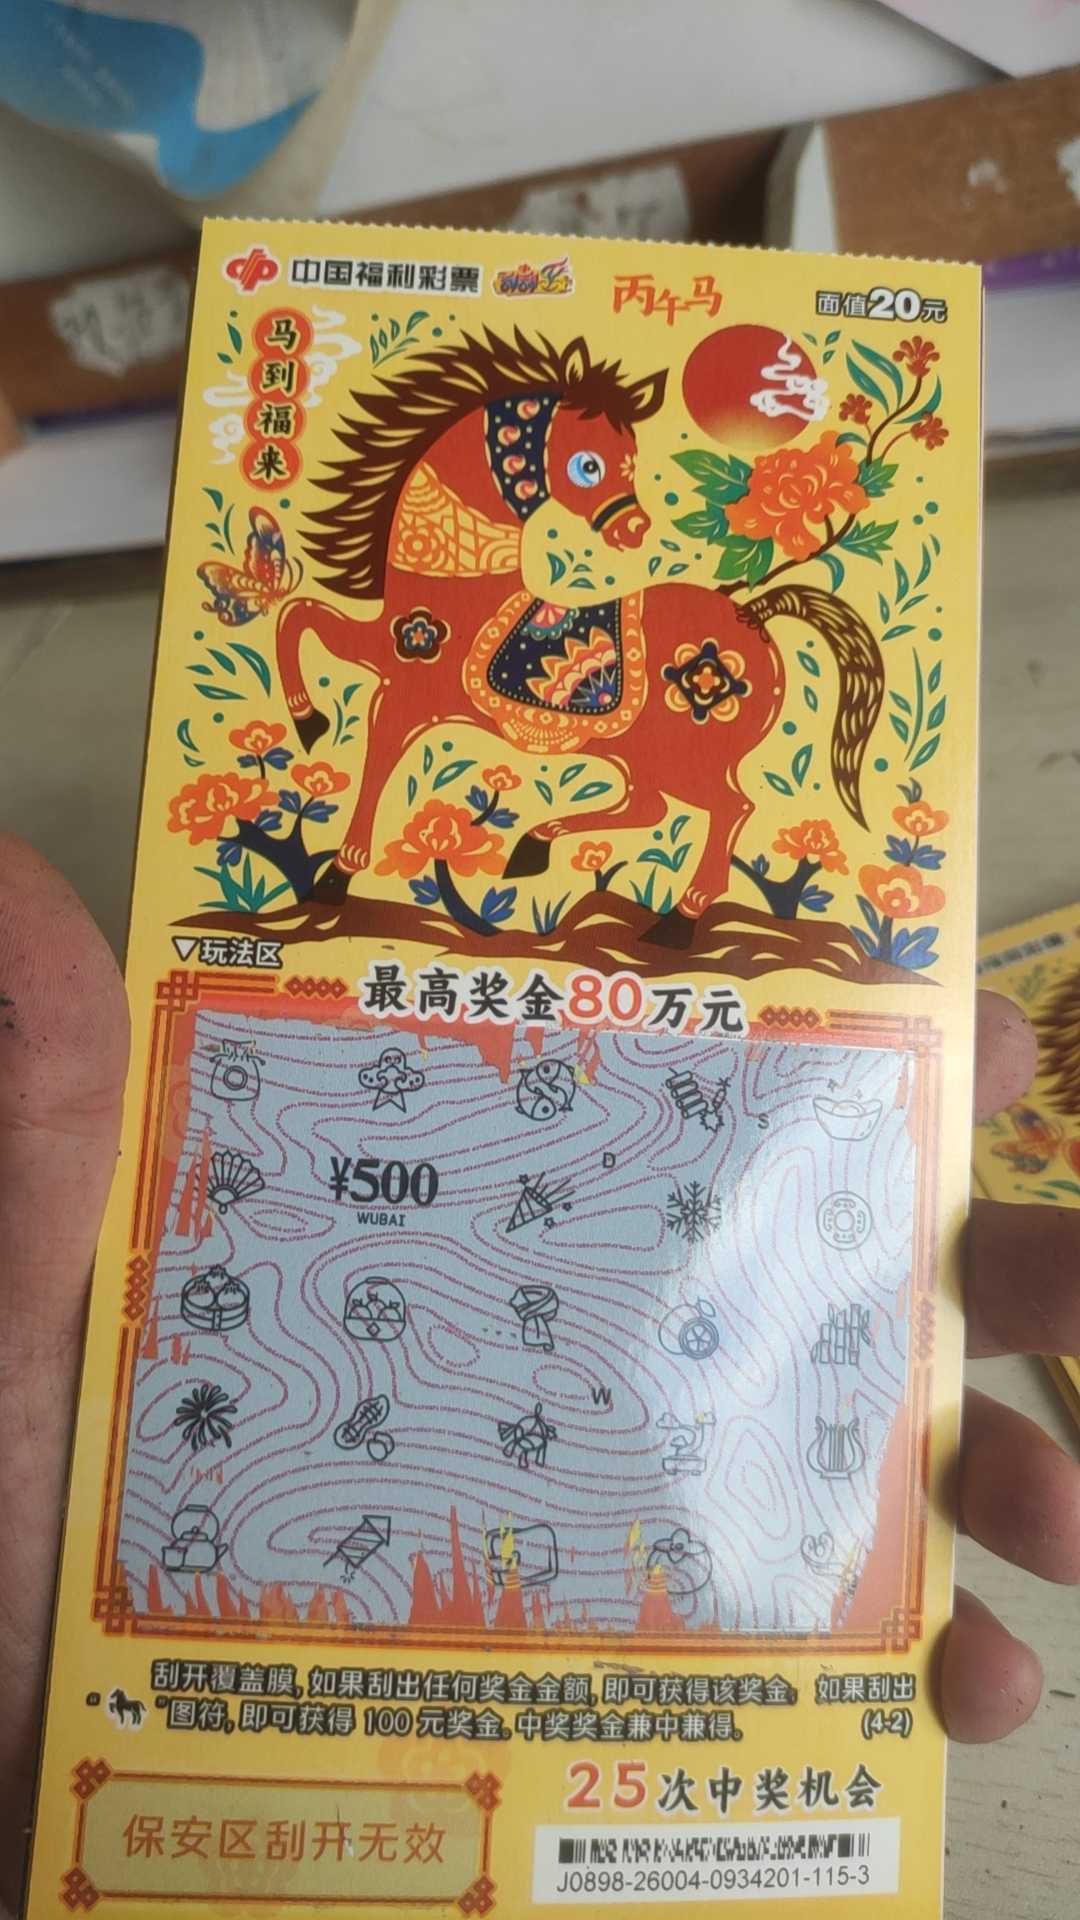 中国福利彩票 刮刮乐 丙午马 面值20元
马到福来
▼玩法区
最高奖金80万元
S
D
¥500
WUBAI
W
刮开覆盖膜,如果刮出任何奖金金额,即可获得该奖金; 如果刮出
“ ”图符,即可获得 100 元奖金。中奖奖金兼中兼得。 (4-2)
25次中奖机会
保安区刮开无效
J0898-26004-0934201-115-3